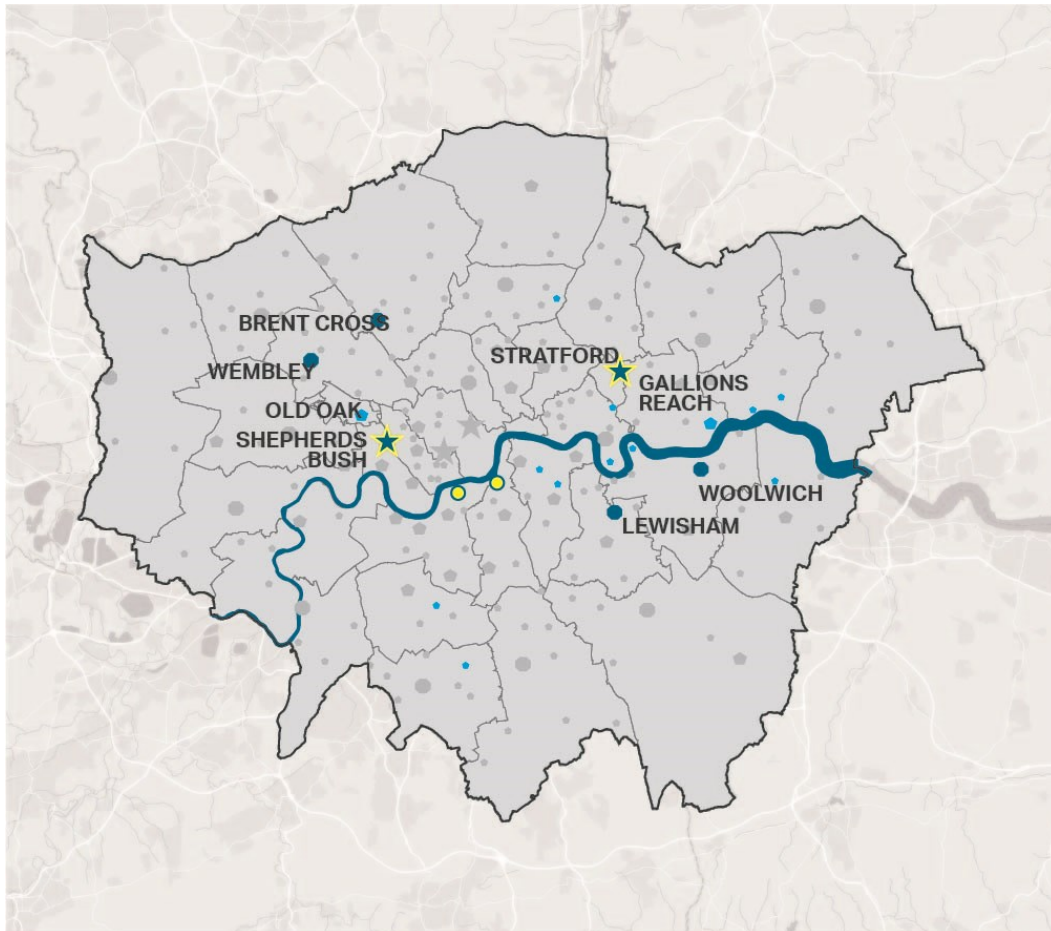 BRENT CROSS
STRATFORD
WEMBLEY
GALLIONS
REACH
OLD OAK
SHEPHERDS
BUSH
WOOLWICH
LEWISHAM